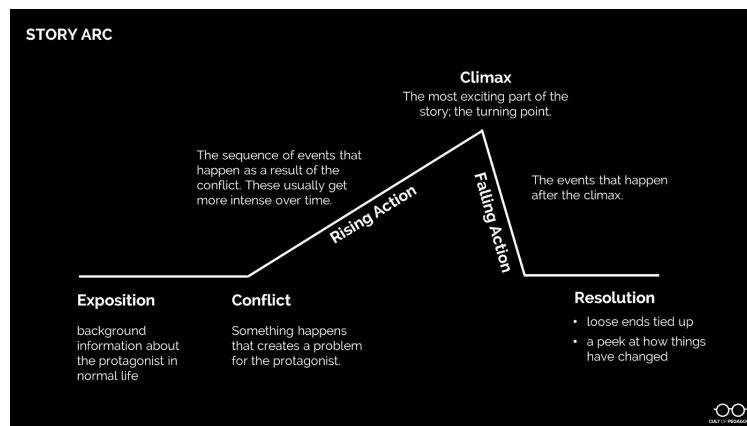 STORY ARC
Climax
The most exciting part of the
story; the turning point.
The sequence of events that
happen as a result of the
conflict. These usually get
more intense over time.
Rising Action
Falling Action
The events that happen
after the climax.
Exposition
background
information about
the protagonist in
normal life
Conflict
Something happens
that creates a problem
for the protagonist.
Resolution
• loose ends tied up
• a peek at how things
have changed
CULT OF PEDAGO